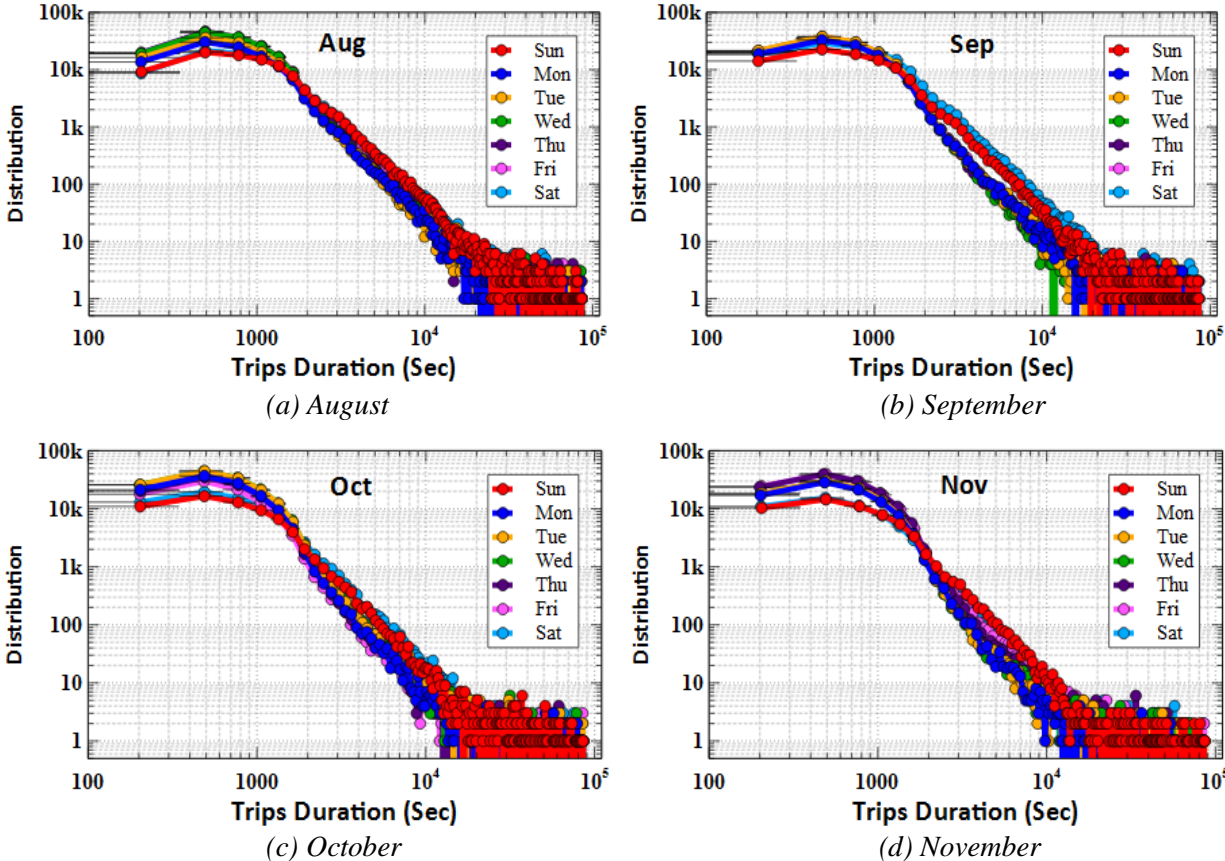 100k
10k
1k
100
10
1
Distribution
Aug
Sun
Mon
Tue
Wed
Thu
Fri
Sat
100 1000 10⁴ 10⁵
Trips Duration (Sec)
(a) August
100k
10k
1k
100
10
1
Distribution
Sep
Sun
Mon
Tue
Wed
Thu
Fri
Sat
100 1000 10⁴ 10⁵
Trips Duration (Sec)
(b) September
100k
10k
1k
100
10
1
Distribution
Oct
Sun
Mon
Tue
Wed
Thu
Fri
Sat
100 1000 10⁴ 10⁵
Trips Duration (Sec)
(c) October
100k
10k
1k
100
10
1
Distribution
Nov
Sun
Mon
Tue
Wed
Thu
Fri
Sat
100 1000 10⁴ 10⁵
Trips Duration (Sec)
(d) November